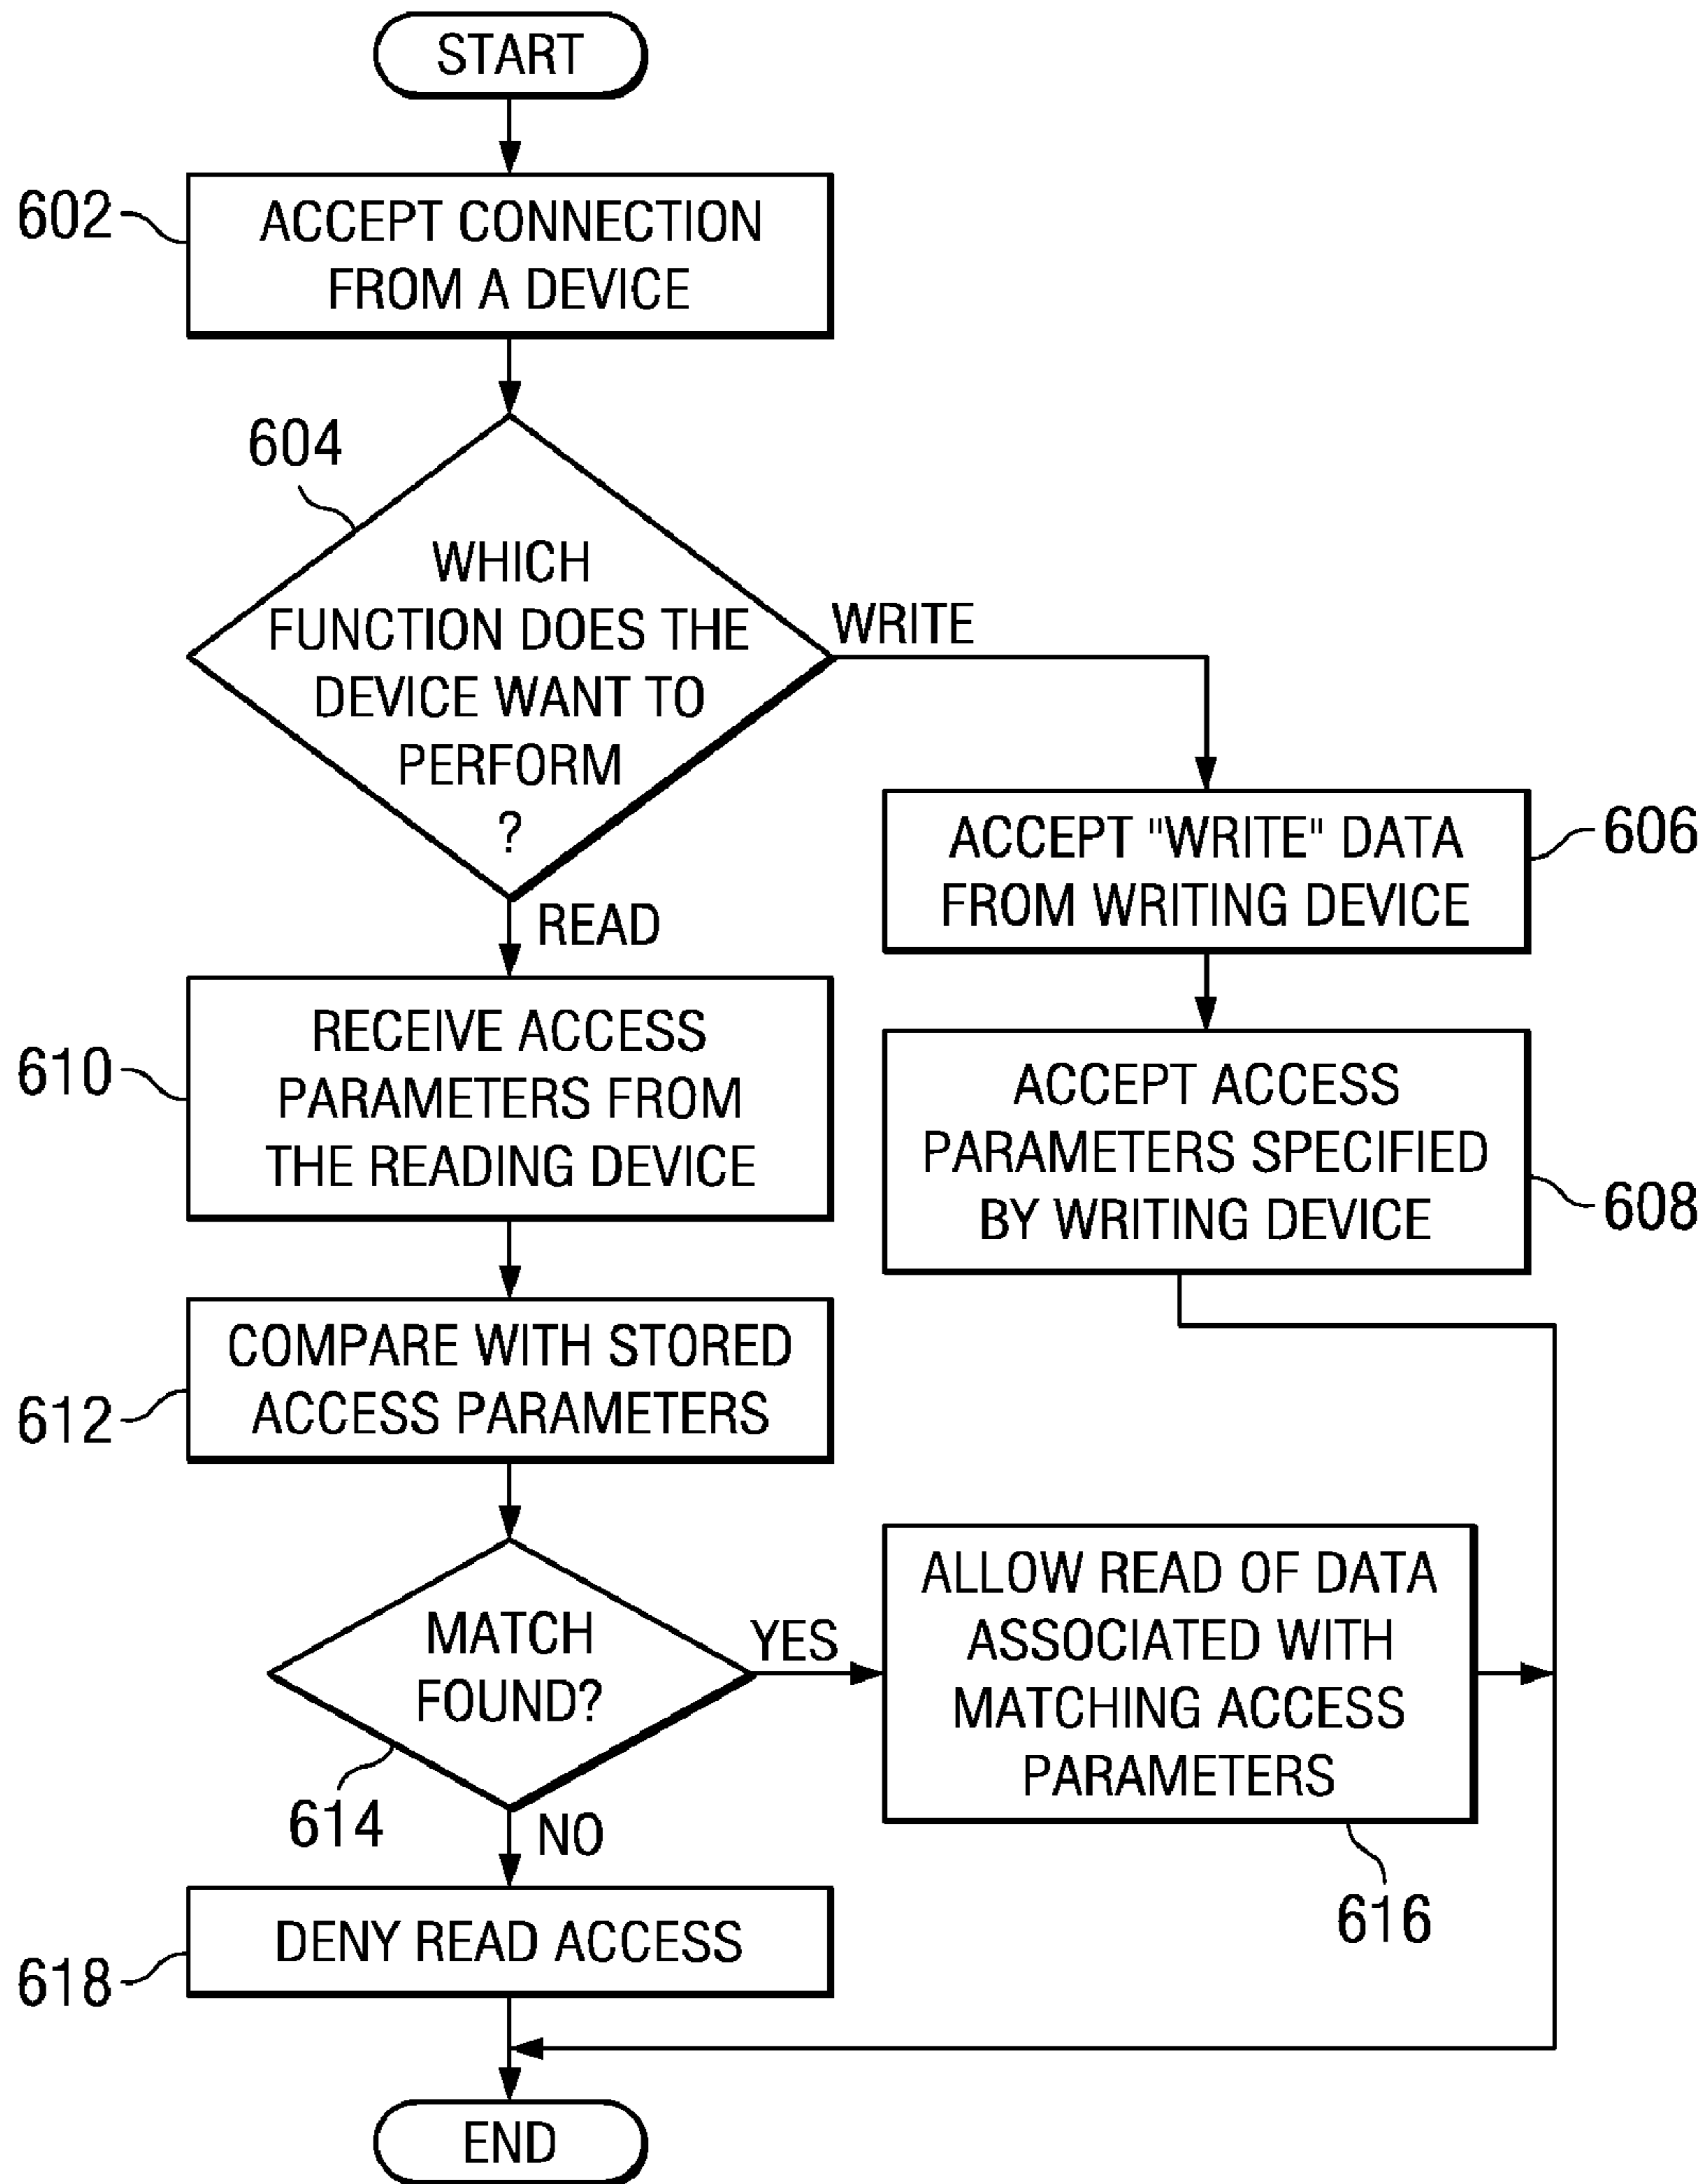 START
602
ACCEPT CONNECTION
FROM A DEVICE
604
WHICH
FUNCTION DOES THE
DEVICE WANT TO
PERFORM
?
WRITE
ACCEPT "WRITE" DATA
FROM WRITING DEVICE
606
READ
RECEIVE ACCESS
PARAMETERS FROM
THE READING DEVICE
610
ACCEPT ACCESS
PARAMETERS SPECIFIED
BY WRITING DEVICE
608
COMPARE WITH STORED
ACCESS PARAMETERS
612
MATCH
FOUND?
614
YES
ALLOW READ OF DATA
ASSOCIATED WITH
MATCHING ACCESS
PARAMETERS
616
NO
DENY READ ACCESS
618
END